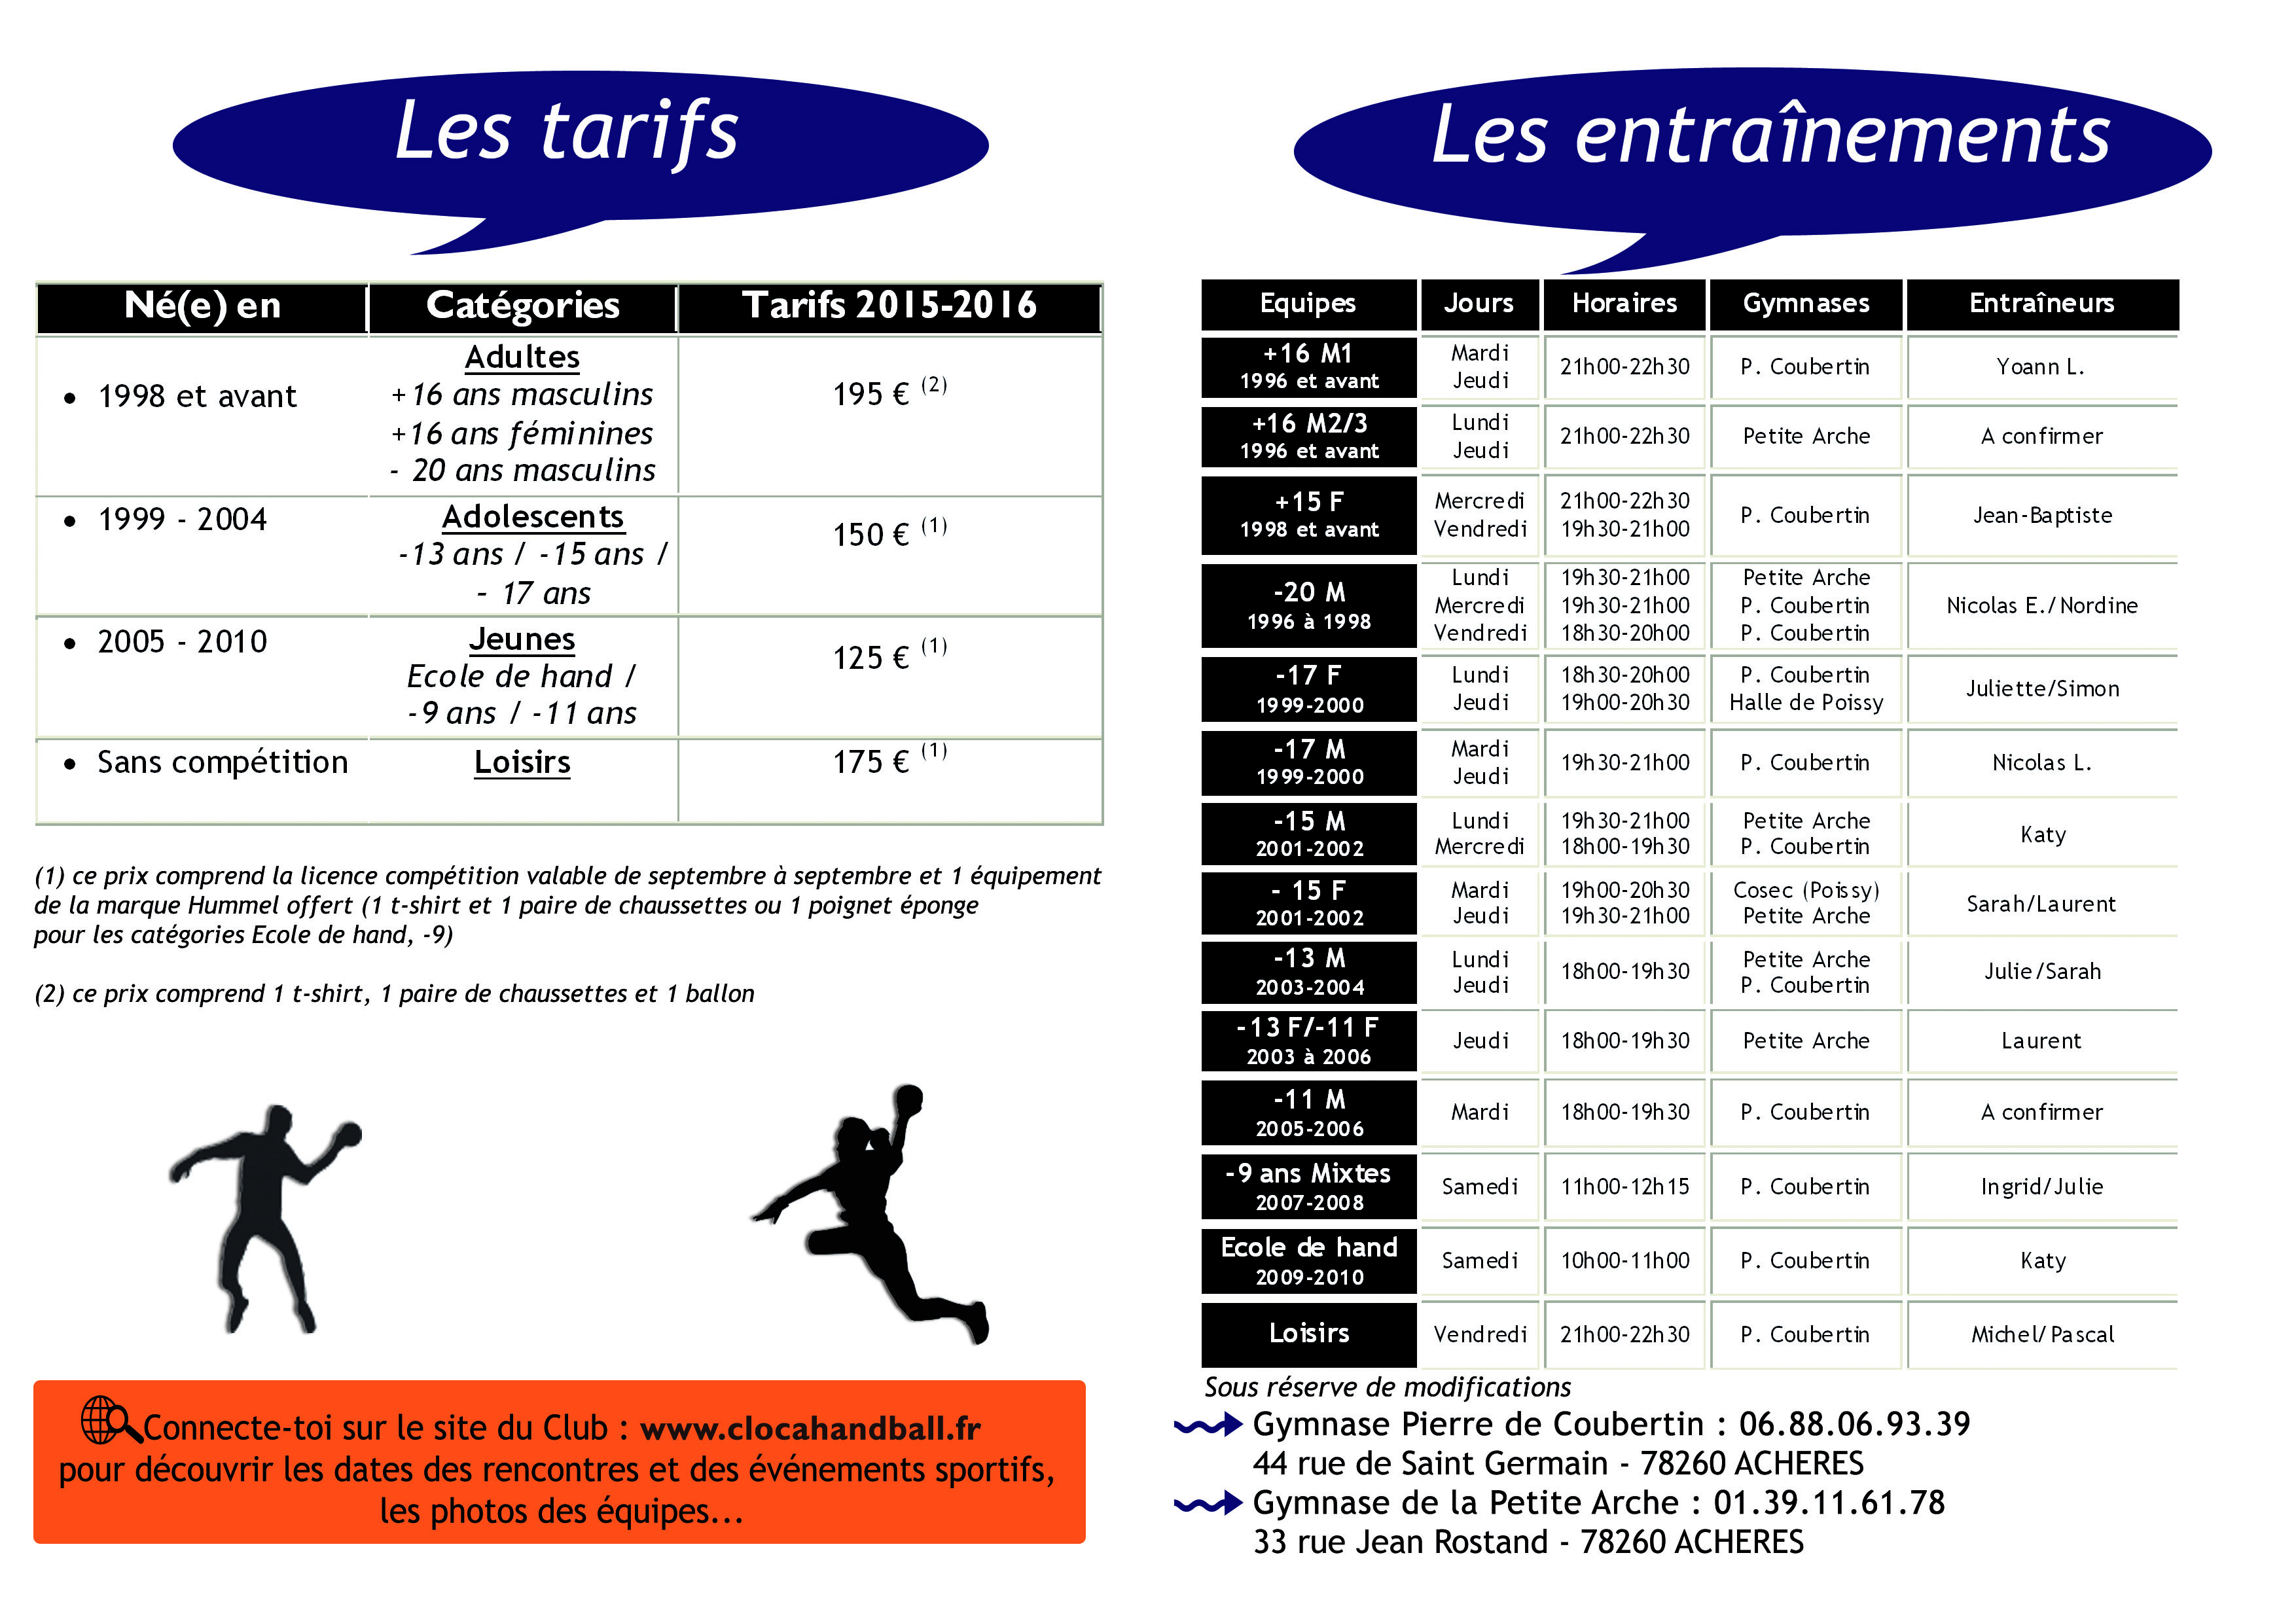 Les tarifs
Né(e) en Catégories Tarifs 2015-2016
• 1998 et avant
Adultes
+16 ans masculins
+16 ans féminines
- 20 ans masculins
195 € (2)
• 1999 - 2004
Adolescents
-13 ans / -15 ans /
- 17 ans
150 € (1)
• 2005 - 2010
Jeunes
Ecole de hand /
-9 ans / -11 ans
125 € (1)
• Sans compétition
Loisirs
175 € (1)
(1) ce prix comprend la licence compétition valable de septembre à septembre et 1 équipement
de la marque Hummel offert (1 t-shirt et 1 paire de chaussettes ou 1 poignet éponge
pour les catégories Ecole de hand, -9)
(2) ce prix comprend 1 t-shirt, 1 paire de chaussettes et 1 ballon
Connecte-toi sur le site du Club : www.clocahandball.fr
pour découvrir les dates des rencontres et des événements sportifs,
les photos des équipes...
Les entraînements
Equipes Jours Horaires Gymnases Entraîneurs
+16 M1
1996 et avant
Mardi
Jeudi
21h00-22h30
P. Coubertin
Yoann L.
+16 M2/3
1996 et avant
Lundi
Jeudi
21h00-22h30
Petite Arche
A confirmer
+15 F
1998 et avant
Mercredi
Vendredi
21h00-22h30
19h30-21h00
P. Coubertin
Jean-Baptiste
-20 M
1996 à 1998
Lundi
Mercredi
Vendredi
19h30-21h00
19h30-21h00
18h30-20h00
Petite Arche
P. Coubertin
P. Coubertin
Nicolas E./Nordine
-17 F
1999-2000
Lundi
Jeudi
18h30-20h00
19h00-20h30
P. Coubertin
Halle de Poissy
Juliette/Simon
-17 M
1999-2000
Mardi
Jeudi
19h30-21h00
P. Coubertin
Nicolas L.
-15 M
2001-2002
Lundi
Mercredi
19h30-21h00
18h00-19h30
Petite Arche
P. Coubertin
Katy
- 15 F
2001-2002
Mardi
Jeudi
19h00-20h30
19h30-21h00
Cosec (Poissy)
Petite Arche
Sarah/Laurent
-13 M
2003-2004
Lundi
Jeudi
18h00-19h30
Petite Arche
P. Coubertin
Julie/Sarah
-13 F/-11 F
2003 à 2006
Jeudi
18h00-19h30
Petite Arche
Laurent
-11 M
2005-2006
Mardi
18h00-19h30
P. Coubertin
A confirmer
-9 ans Mixtes
2007-2008
Samedi
11h00-12h15
P. Coubertin
Ingrid/Julie
Ecole de hand
2009-2010
Samedi
10h00-11h00
P. Coubertin
Katy
Loisirs
Vendredi
21h00-22h30
P. Coubertin
Michel/Pascal
Sous réserve de modifications
Gymnase Pierre de Coubertin : 06.88.06.93.39
44 rue de Saint Germain - 78260 ACHERES
Gymnase de la Petite Arche : 01.39.11.61.78
33 rue Jean Rostand - 78260 ACHERES